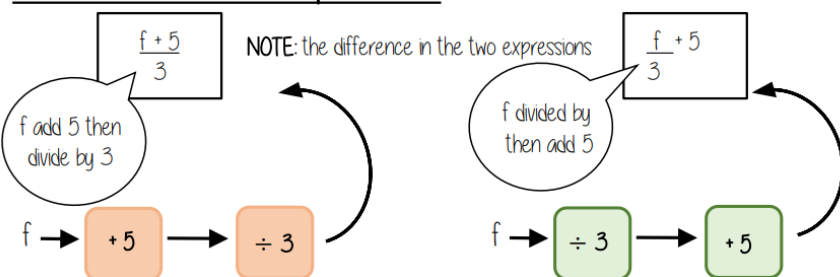 f + 5
3
NOTE: the difference in the two expressions
f + 5
3
f add 5 then
divide by 3
f divided by
then add 5
f
+ 5
÷ 3
f
÷ 3
+ 5